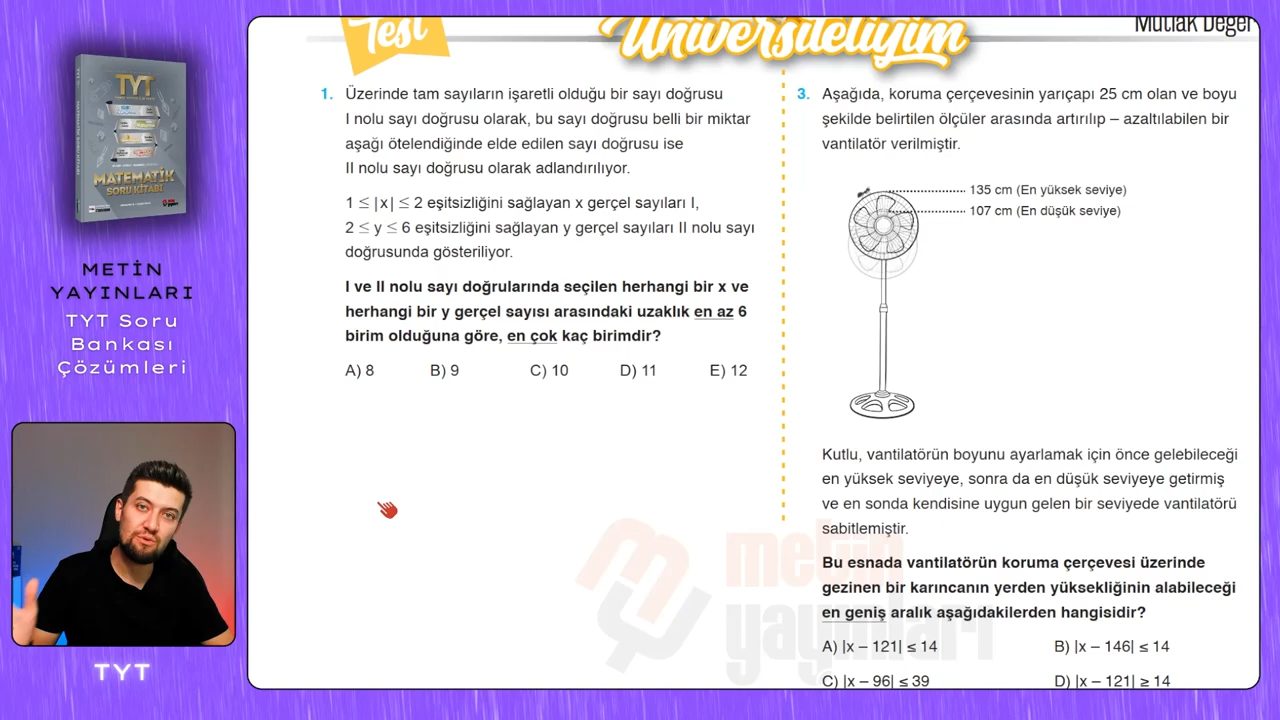 Test
Üniversiteliyim
Mutlak Değer
1. Üzerinde tam sayıların işaretli olduğu bir sayı doğrusu
I nolu sayı doğrusu olarak, bu sayı doğrusu belli bir miktar
aşağı ötelendiğinde elde edilen sayı doğrusu ise
II nolu sayı doğrusu olarak adlandırılıyor.
1 ≤ |x| ≤ 2 eşitsizliğini sağlayan x gerçel sayıları I,
2 ≤ y ≤ 6 eşitsizliğini sağlayan y gerçel sayıları II nolu sayı
doğrusunda gösteriliyor.
I ve II nolu sayı doğrularında seçilen herhangi bir x ve
herhangi bir y gerçel sayısı arasındaki uzaklık en az 6
birim olduğuna göre, en çok kaç birimdir?
A) 8 B) 9 C) 10 D) 11 E) 12
3. Aşağıda, koruma çerçevesinin yarıçapı 25 cm olan ve boyu
şekilde belirtilen ölçüler arasında artırılıp – azaltılabilen bir
vantilatör verilmiştir.
135 cm (En yüksek seviye)
107 cm (En düşük seviye)
Kutlu, vantilatörün boyunu ayarlamak için önce gelebileceği
en yüksek seviyeye, sonra da en düşük seviyeye getirmiş
ve en sonda kendisine uygun gelen bir seviyede vantilatörü
sabitlemiştir.
Bu esnada vantilatörün koruma çerçevesi üzerinde
gezinen bir karıncanın yerden yüksekliğinin alabileceği
en geniş aralık aşağıdakilerden hangisidir?
A) |x – 121| ≤ 14 B) |x – 146| ≤ 14
C) |x – 96| ≤ 39 D) |x – 121| ≥ 14
metin
yayınları
TYT
MATEMATİK
SORU KİTABI
METİN
YAYINLARI
TYT Soru
Bankası
Çözümleri
TYT